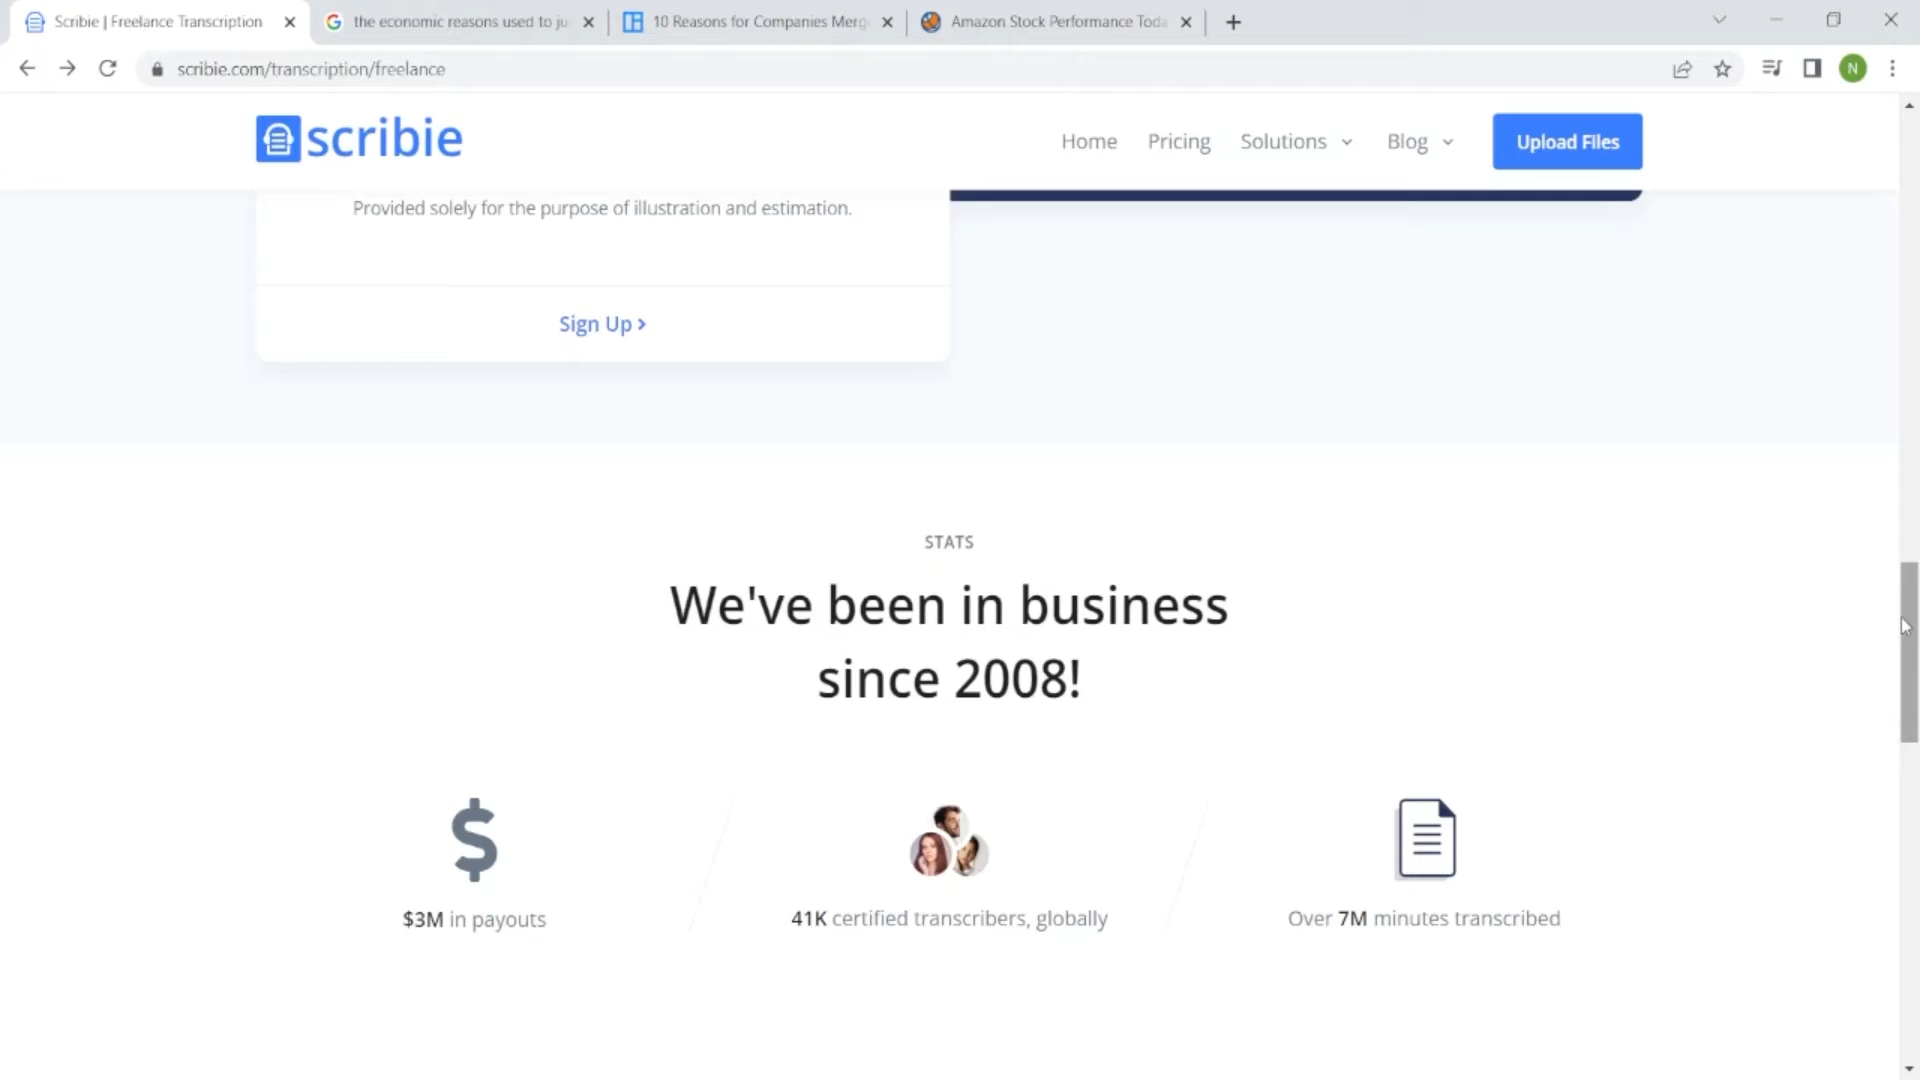 Scribie | Freelance Transcription
the economic reasons used to ju
10 Reasons for Companies Merg
Amazon Stock Performance Toda
scribie.com/transcription/freelance
N
scribie
Home
Pricing
Solutions
Blog
Upload Files
Provided solely for the purpose of illustration and estimation.
Sign Up >
STATS
We've been in business
since 2008!
$3M in payouts
41K certified transcribers, globally
Over 7M minutes transcribed